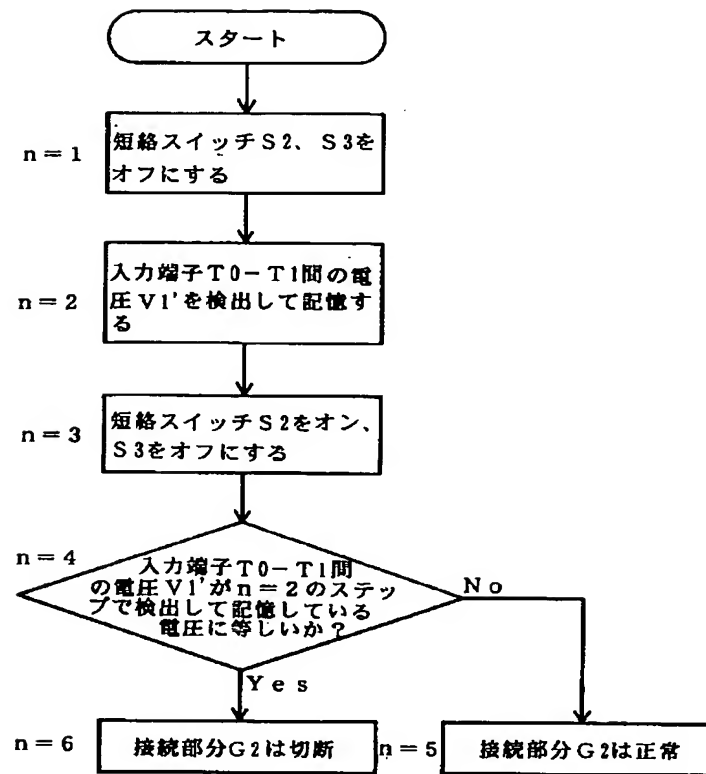 スタート
n=1
短絡スイッチS2、S3を
オフにする
n=2
入力端子T0−T1間の電
圧V1'を検出して記憶す
る
n=3
短絡スイッチS2をオン、
S3をオフにする
n=4
入力端子T0−T1間
の電圧V1'がn=2のステッ
プで検出して記憶している
電圧に等しいか?
No
Yes
n=6
接続部分G2は切断
n=5
接続部分G2は正常